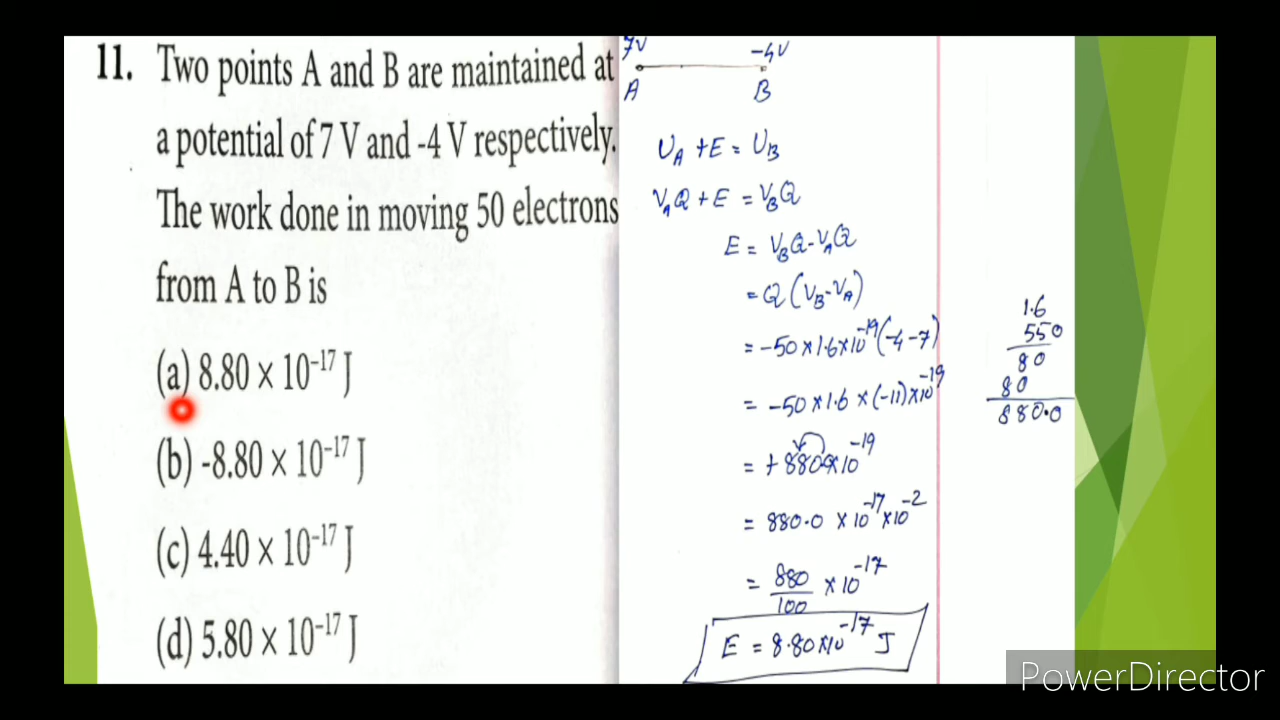 11. Two points A and B are maintained at
a potential of 7 V and -4 V respectively.
The work done in moving 50 electrons
from A to B is
(a) 8.80 × 10⁻¹⁷ J
(b) -8.80 × 10⁻¹⁷ J
(c) 4.40 × 10⁻¹⁷ J
(d) 5.80 × 10⁻¹⁷ J
7V -4V
A B
U_A + E = U_B
V_A Q + E = V_B Q
E = V_B Q - V_A Q
= Q (V_B - V_A)
= -50 × 1.6 × 10⁻¹⁹ (-4 - 7)
= -50 × 1.6 × (-11) × 10⁻¹⁹
= + 880 × 10⁻¹⁹
= 880.0 × 10⁻¹⁷ × 10⁻²
= 880/100 × 10⁻¹⁷
E = 8.80 × 10⁻¹⁷ J
1.6
550
80
80
880.0
PowerDirector